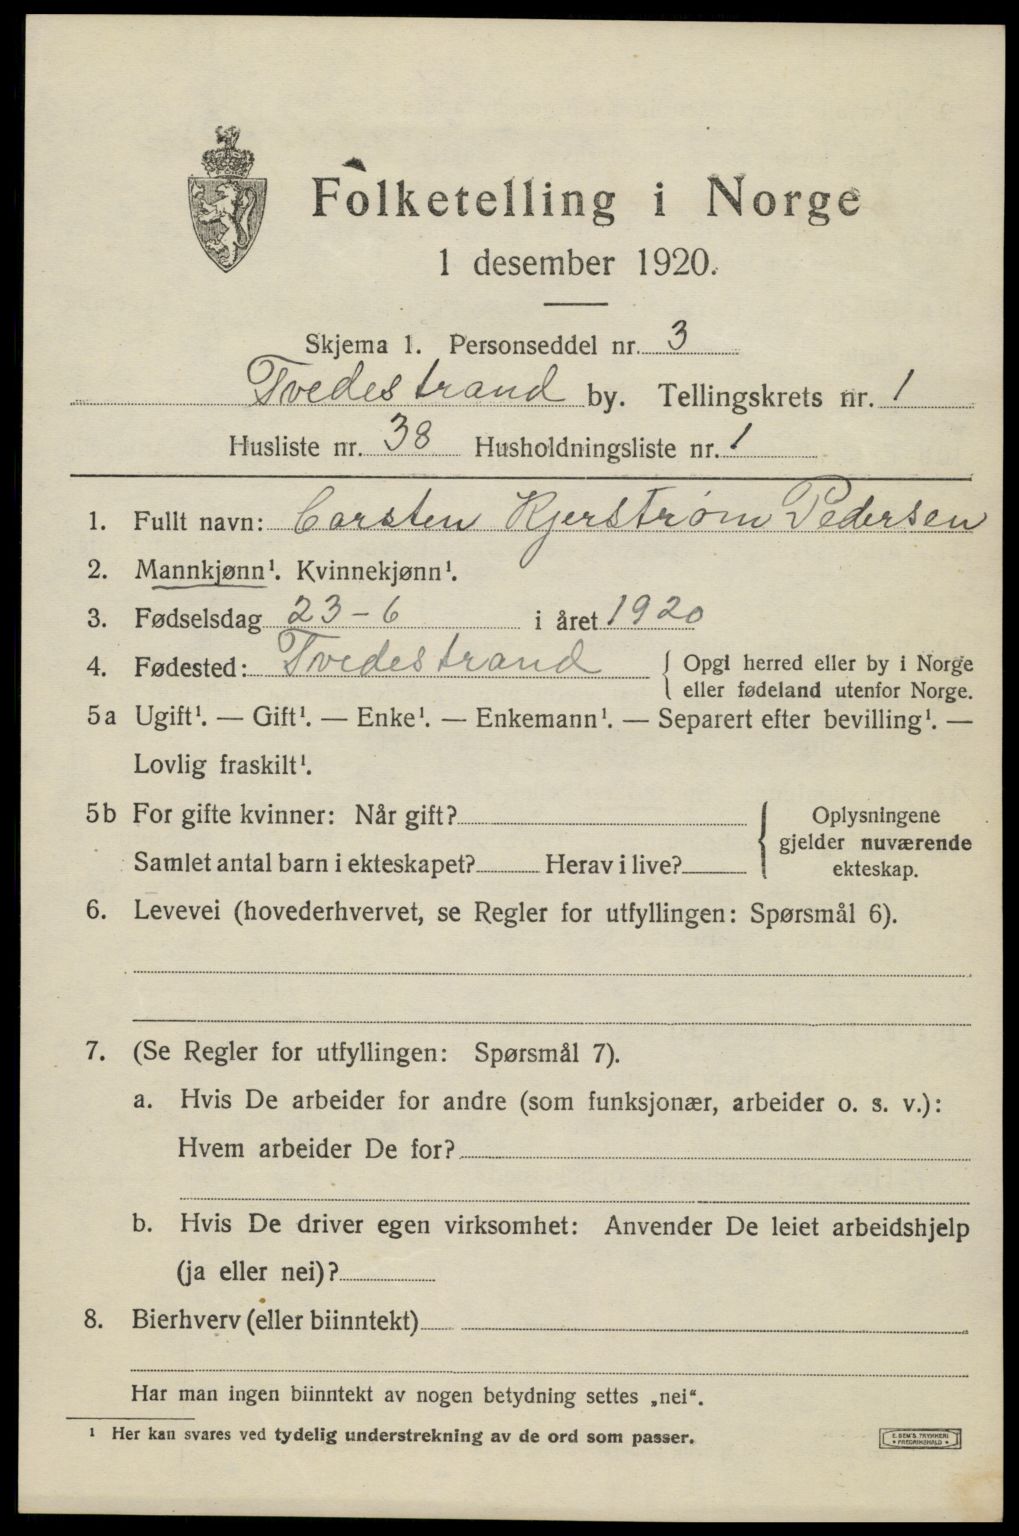 Folketelling i Norge
1 desember 1920.
Skjema 1. Personseddel nr. 3
Tvedestrand by. Tellingskrets nr. 1
Husliste nr. 38 Husholdningsliste nr. 1
1. Fullt navn: Carsten Kjerstrøm Pedersen
2. Mannkjønn¹. Kvinnekjønn¹.
3. Fødselsdag 23-6 i året 1920
4. Fødested: Tvedestrand { Opgi herred eller by i Norge
eller fødeland utenfor Norge.
5a Ugift¹. — Gift¹. — Enke¹. — Enkemann¹. — Separert efter bevilling¹. —
Lovlig fraskilt¹.
5b For gifte kvinner: Når gift? { Oplysningene
gjelder nuværende
Samlet antal barn i ekteskapet? Herav i live? ekteskap.
6. Levevei (hovederhvervet, se Regler for utfyllingen: Spørsmål 6).
7. (Se Regler for utfyllingen: Spørsmål 7).
a. Hvis De arbeider for andre (som funksjonær, arbeider o. s. v.):
Hvem arbeider De for?
b. Hvis De driver egen virksomhet: Anvender De leiet arbeidshjelp
(ja eller nei)?
8. Bierhverv (eller biinntekt)
Har man ingen biinntekt av nogen betydning settes „nei“.
¹ Her kan svares ved tydelig understrekning av de ord som passer.
E. SEM'S TRYKKERI
* FREDRIKSHALD *